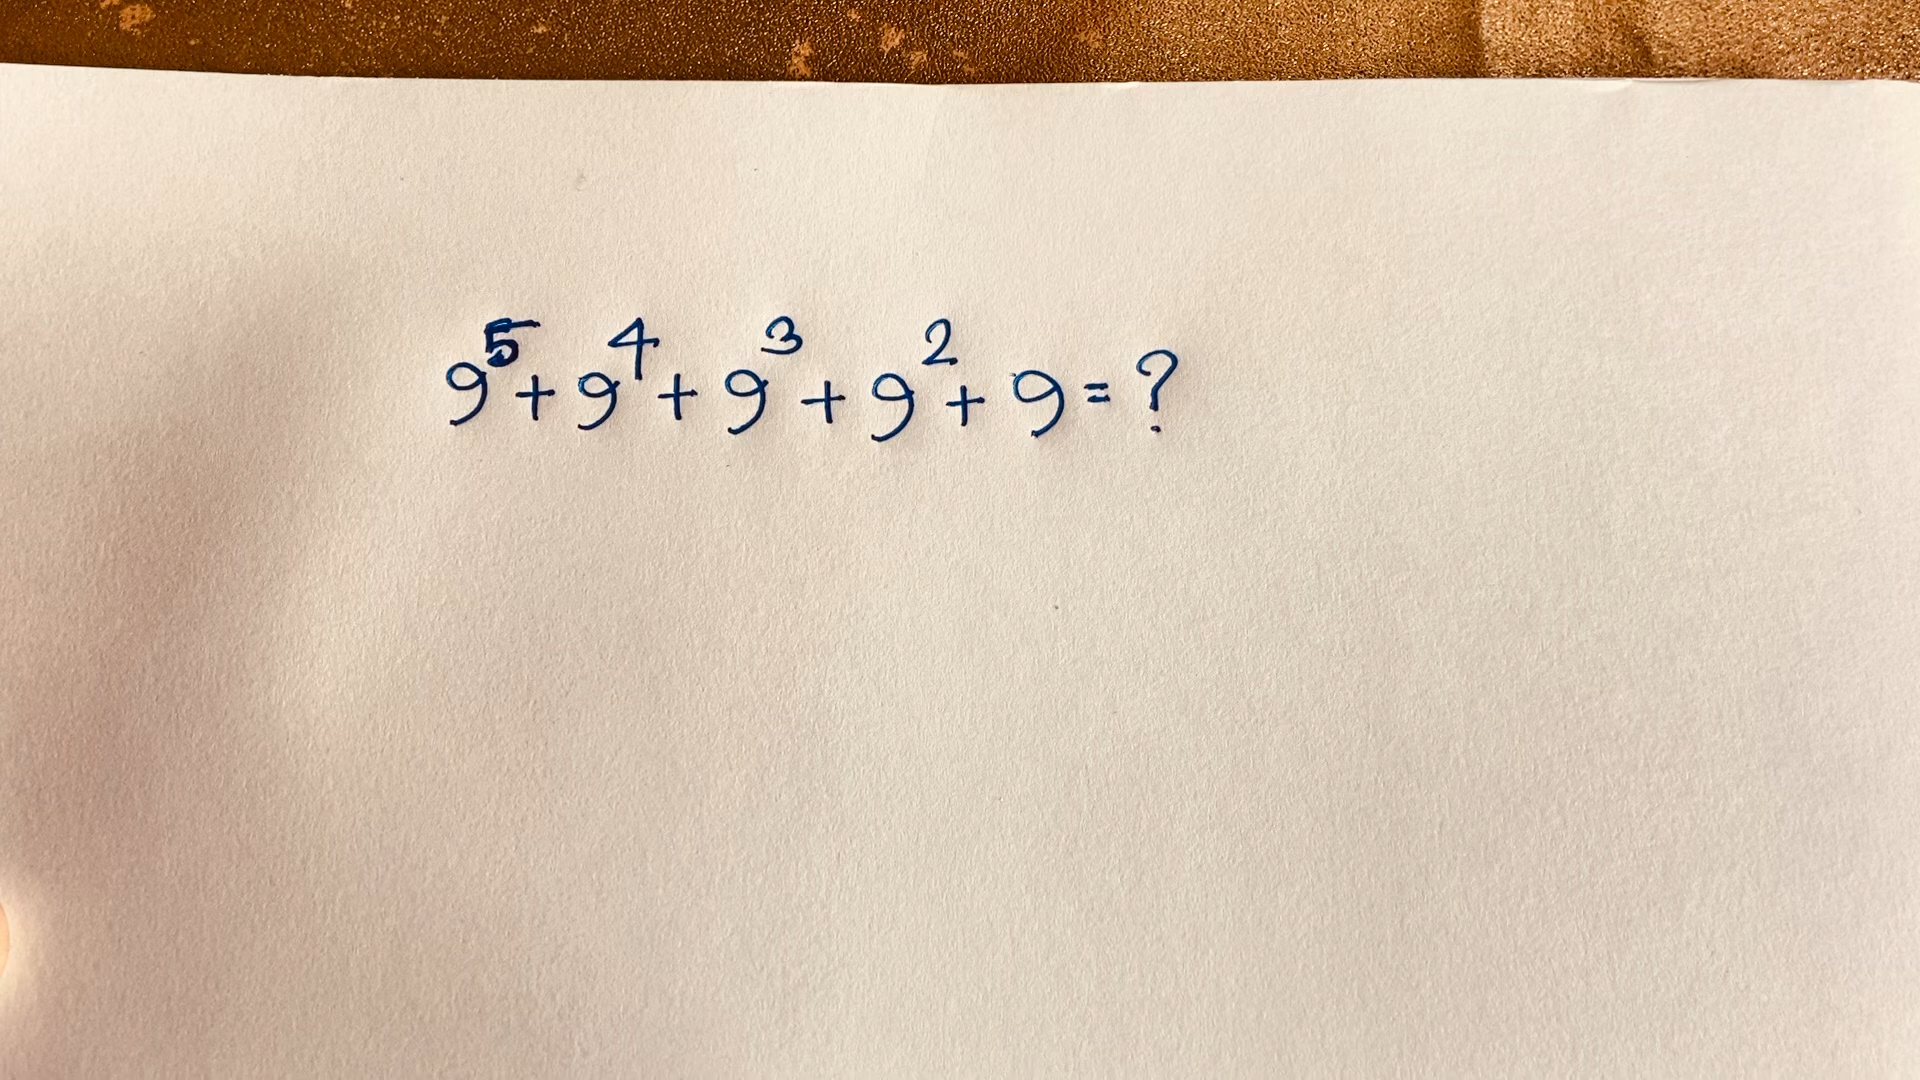 9⁵ + 9⁴ + 9³ + 9² + 9 = ?